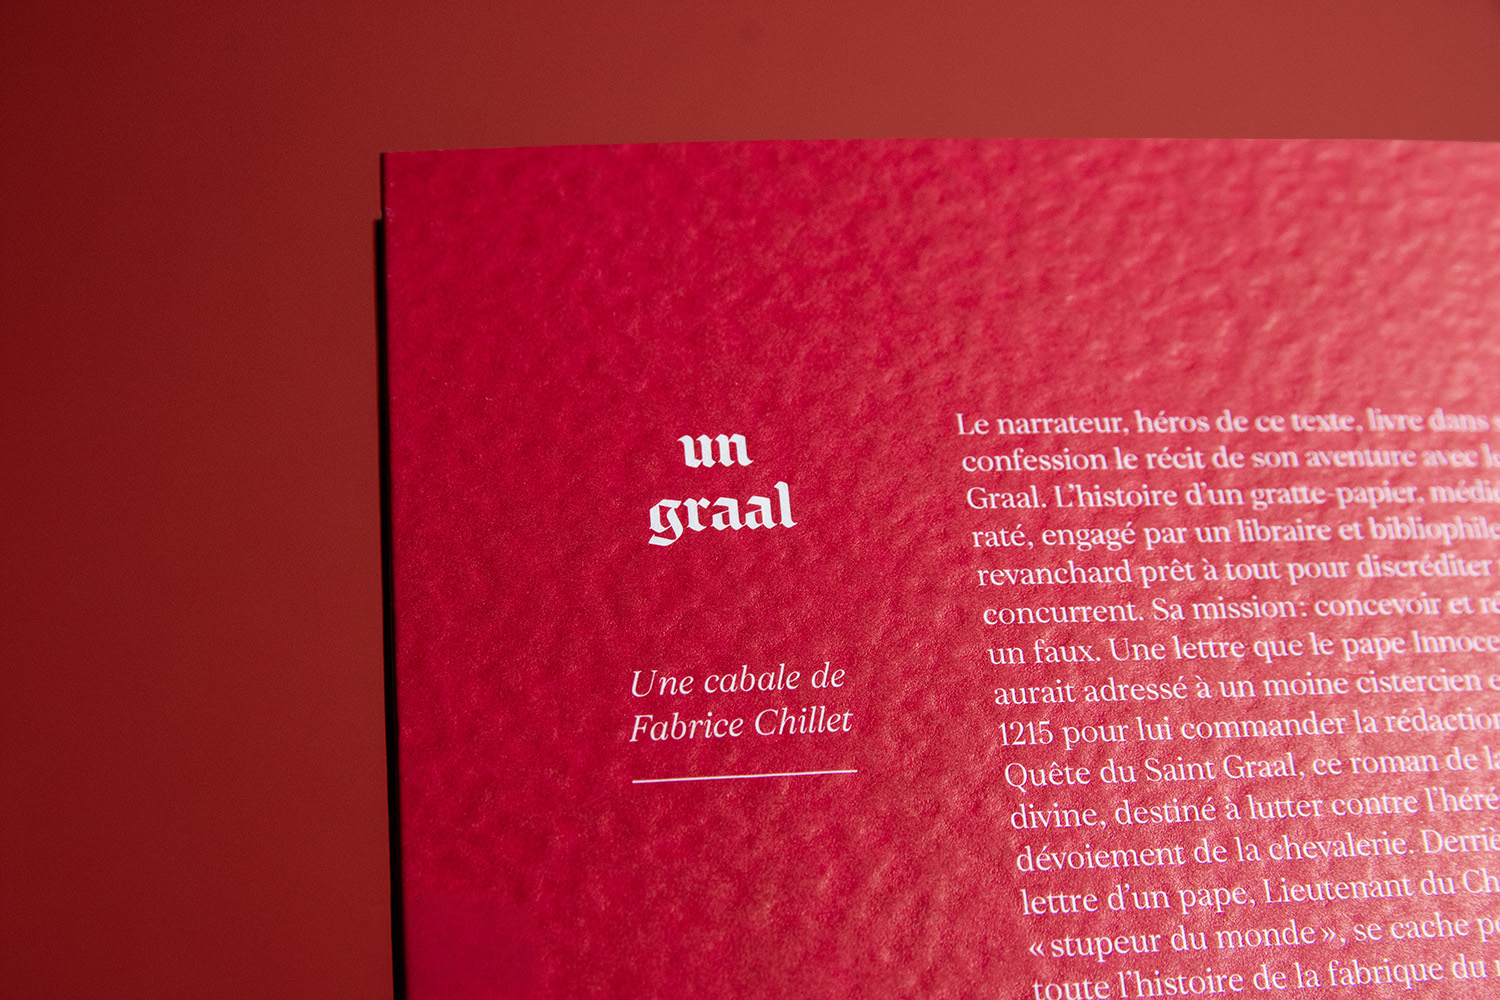 un
graal
Une cabale de
Fabrice Chillet
Le narrateur, héros de ce texte, livre dans
confession le récit de son aventure avec
Graal. L’histoire d’un gratte-papier,
raté, engagé par un libraire et bibliophile
revanchard prêt à tout pour discréditer
concurrent. Sa mission : concevoir et
un faux. Une lettre que le pape
aurait adressé à un moine cistercien
1215 pour lui commander la
Quête du Saint Graal, ce roman de
divine, destiné à lutter contre
dévoiement de la chevalerie.
lettre d’un pape, Lieutenant du
« stupeur du monde », se cache
toute l’histoire de la fabrique du